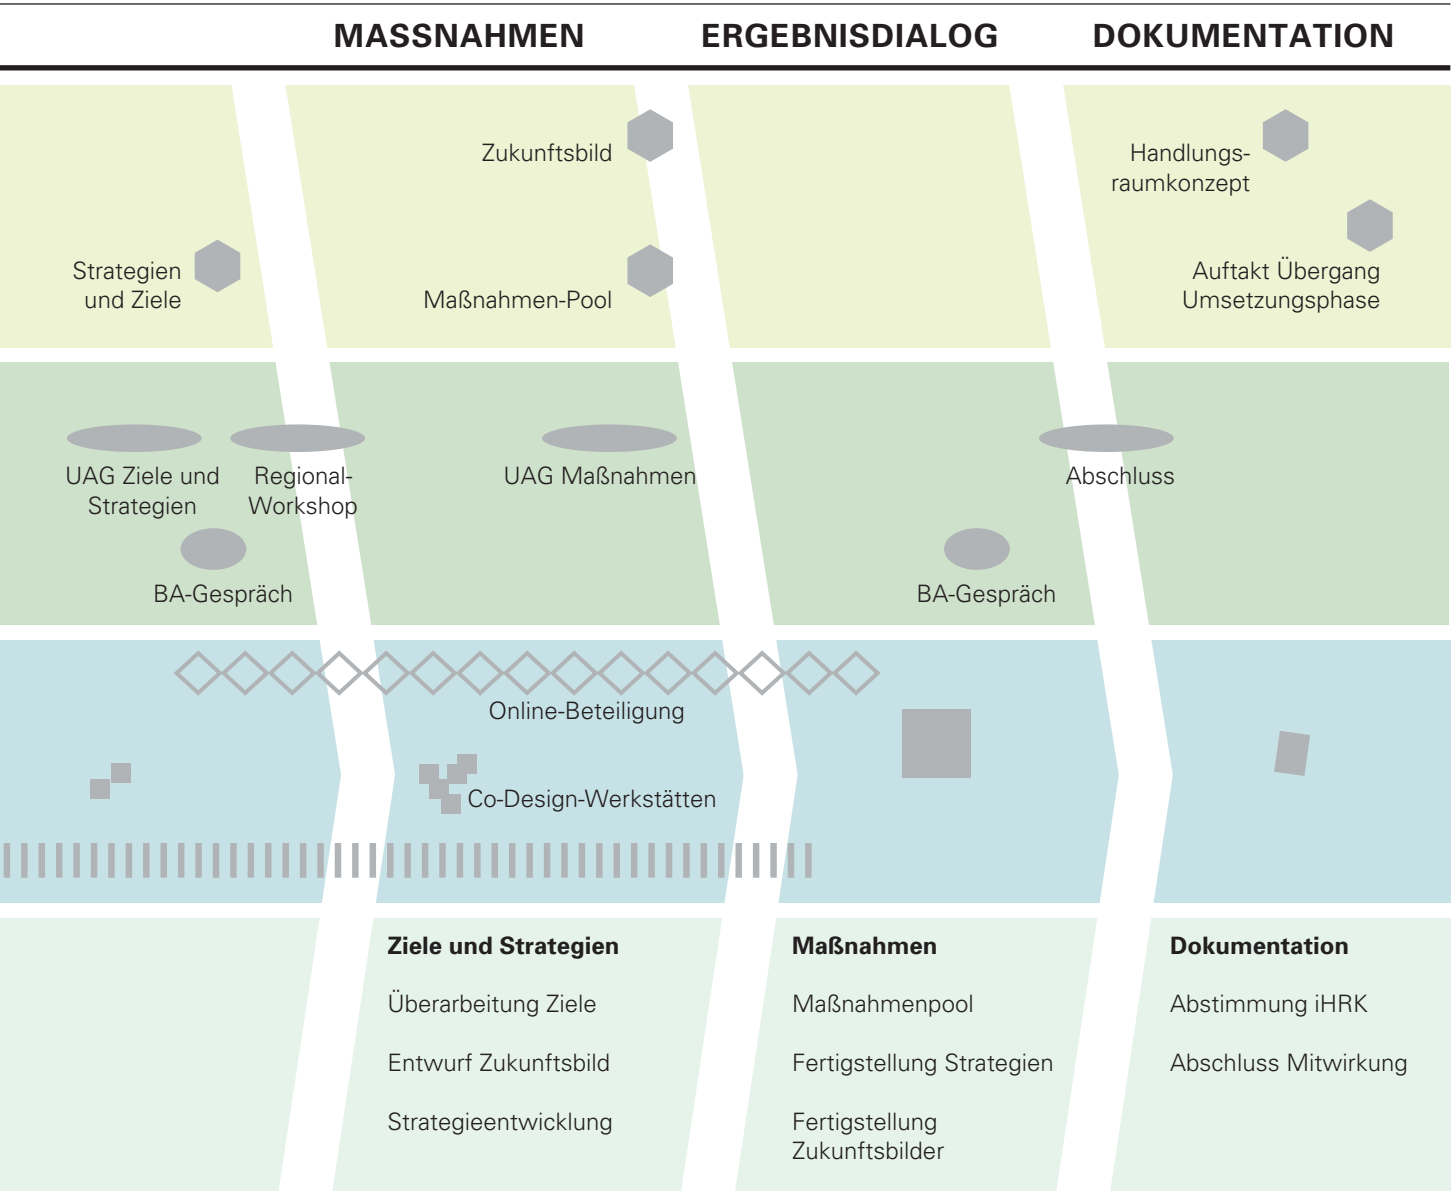 MASSNAHMEN
ERGEBNISDIALOG
DOKUMENTATION
Zukunftsbild
Handlungs-
raumkonzept
Strategien
und Ziele
Maßnahmen-Pool
Auftakt Übergang
Umsetzungsphase
UAG Ziele und
Strategien
Regional-
Workshop
UAG Maßnahmen
Abschluss
BA-Gespräch
BA-Gespräch
Online-Beteiligung
Co-Design-Werkstätten
Ziele und Strategien
Überarbeitung Ziele
Entwurf Zukunftsbild
Strategieentwicklung
Maßnahmen
Maßnahmenpool
Fertigstellung Strategien
Fertigstellung
Zukunftsbilder
Dokumentation
Abstimmung iHRK
Abschluss Mitwirkung